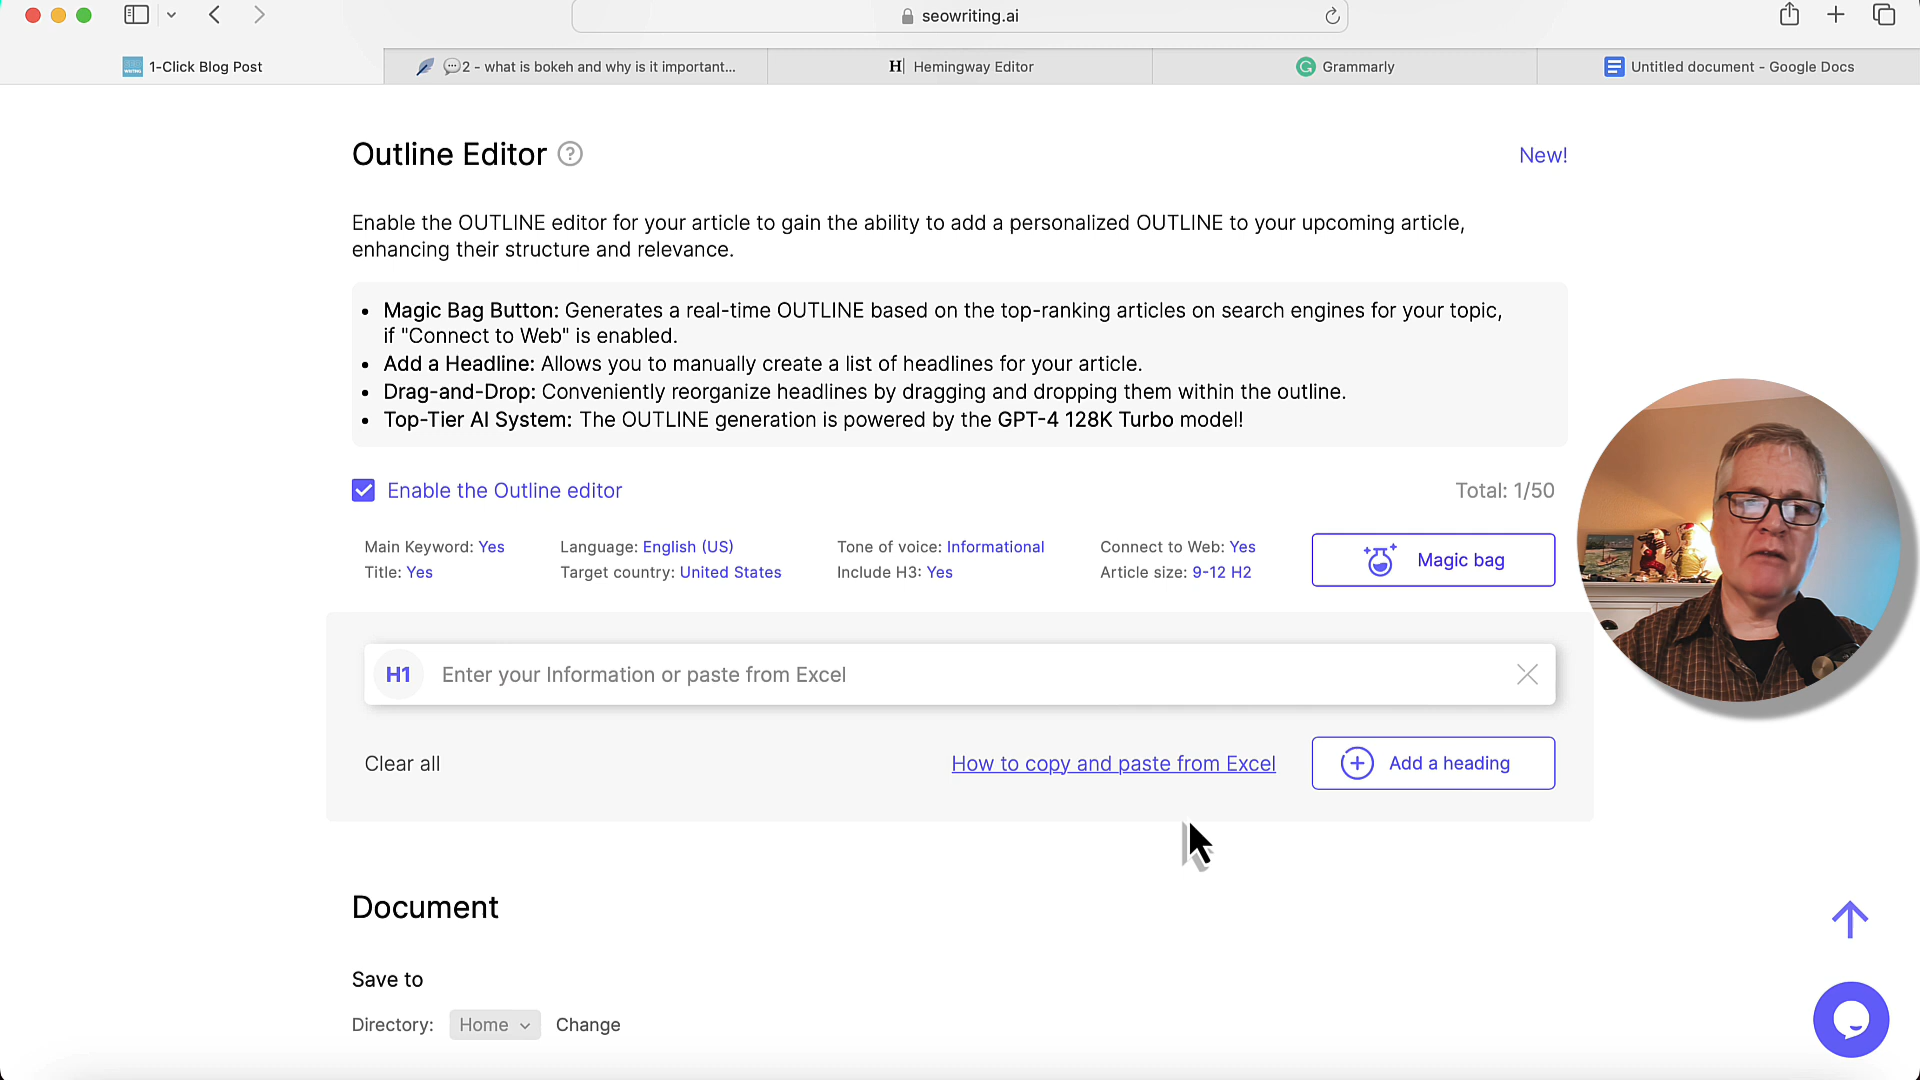 seowriting.ai
1-Click Blog Post
2 - what is bokeh and why is it important...
Hemingway Editor
Grammarly
Untitled document - Google Docs
Outline Editor ?
New!
Enable the OUTLINE editor for your article to gain the ability to add a personalized OUTLINE to your upcoming article,
enhancing their structure and relevance.
• Magic Bag Button: Generates a real-time OUTLINE based on the top-ranking articles on search engines for your topic,
if "Connect to Web" is enabled.
• Add a Headline: Allows you to manually create a list of headlines for your article.
• Drag-and-Drop: Conveniently reorganize headlines by dragging and dropping them within the outline.
• Top-Tier AI System: The OUTLINE generation is powered by the GPT-4 128K Turbo model!
Enable the Outline editor
Total: 1/50
Main Keyword: Yes
Language: English (US)
Tone of voice: Informational
Connect to Web: Yes
Title: Yes
Target country: United States
Include H3: Yes
Article size: 9-12 H2
Magic bag
H1
Enter your Information or paste from Excel
Clear all
How to copy and paste from Excel
Add a heading
Document
Save to
Directory: Home Change